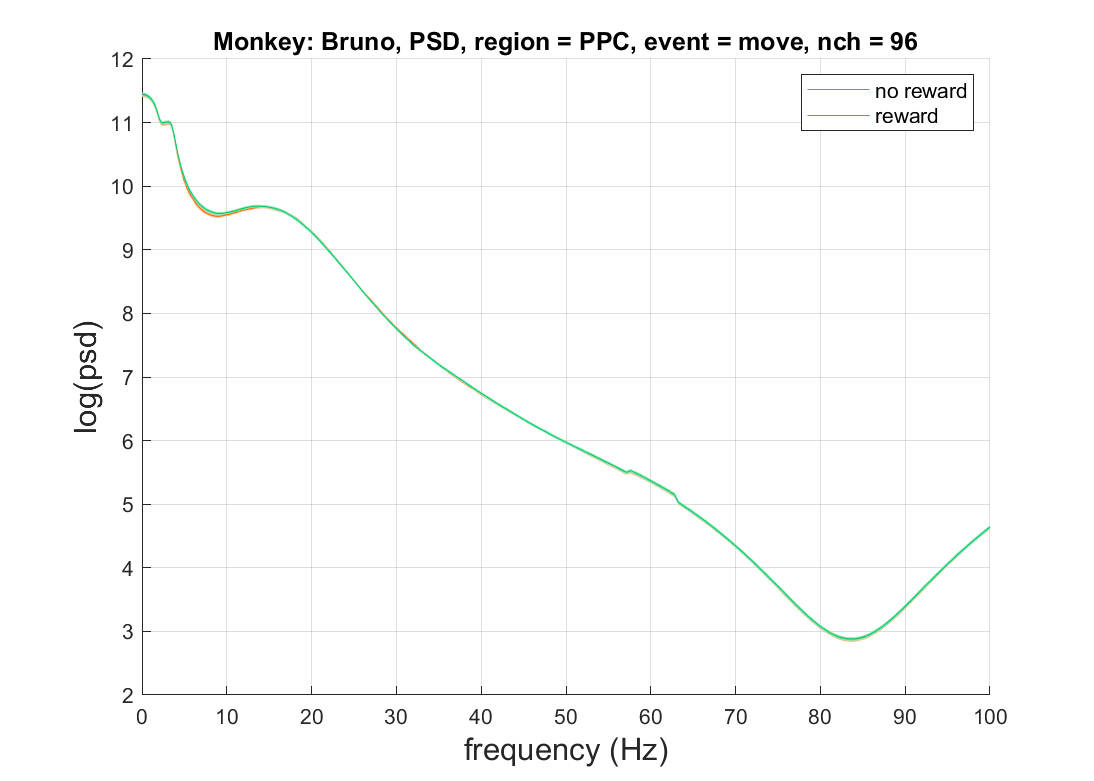 Monkey: Bruno, PSD, region = PPC, event = move, nch = 96
no reward
reward
12
11
10
9
8
7
6
5
4
3
2
log(psd)
0 10 20 30 40 50 60 70 80 90 100
frequency (Hz)